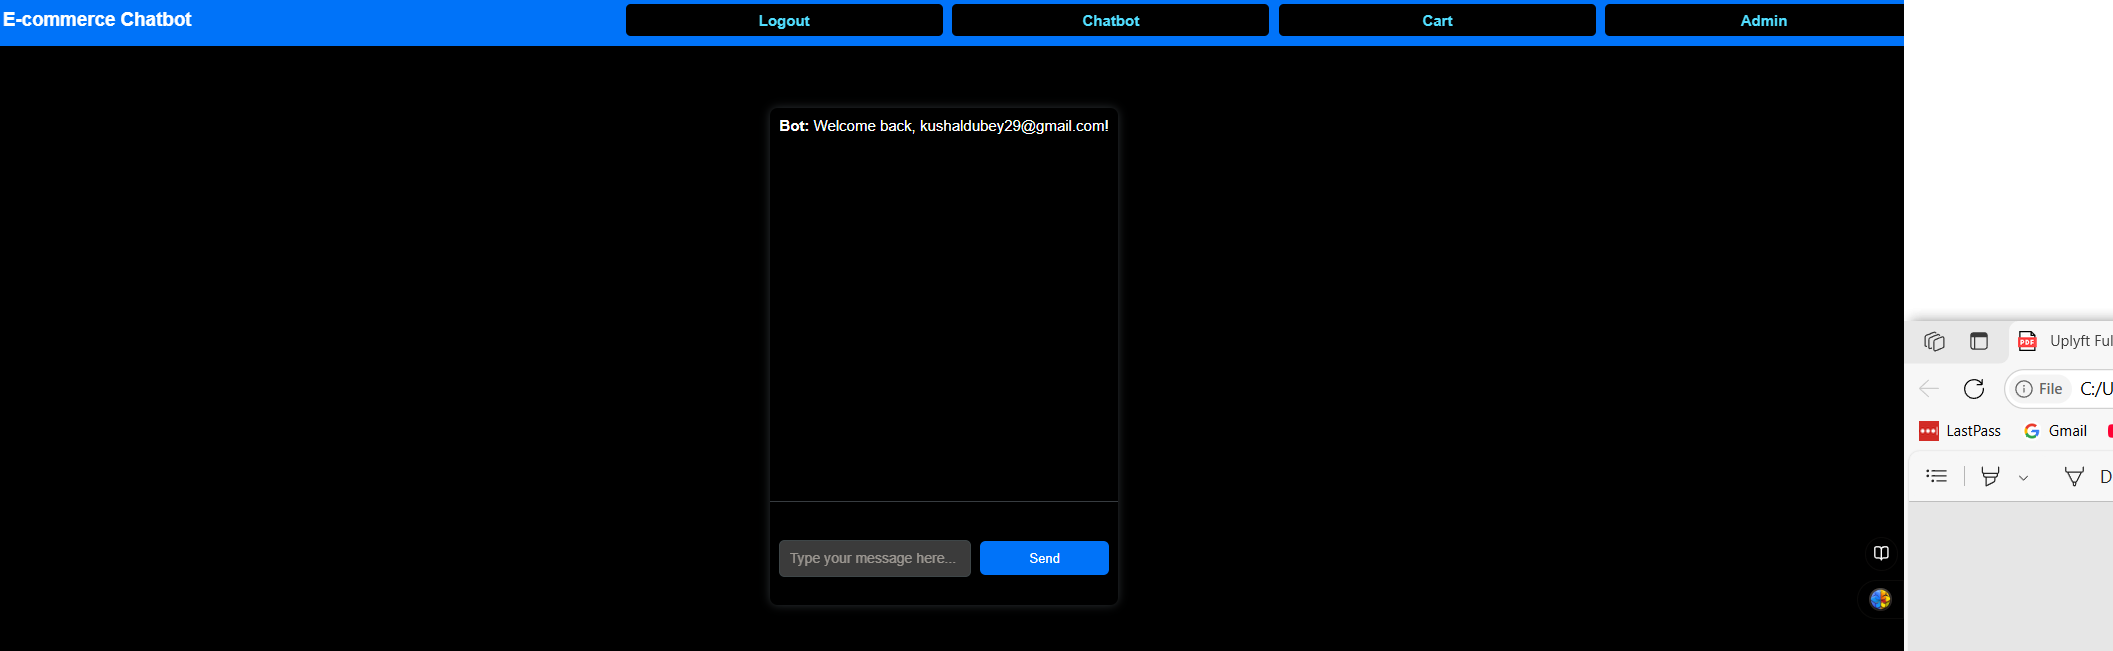 E-commerce Chatbot
Logout
Chatbot
Cart
Admin
Bot: Welcome back, kushaldubey29@gmail.com!
Type your message here...
Send
PDF
Uplyft Ful
File
C:/U
LastPass
Gmail
D